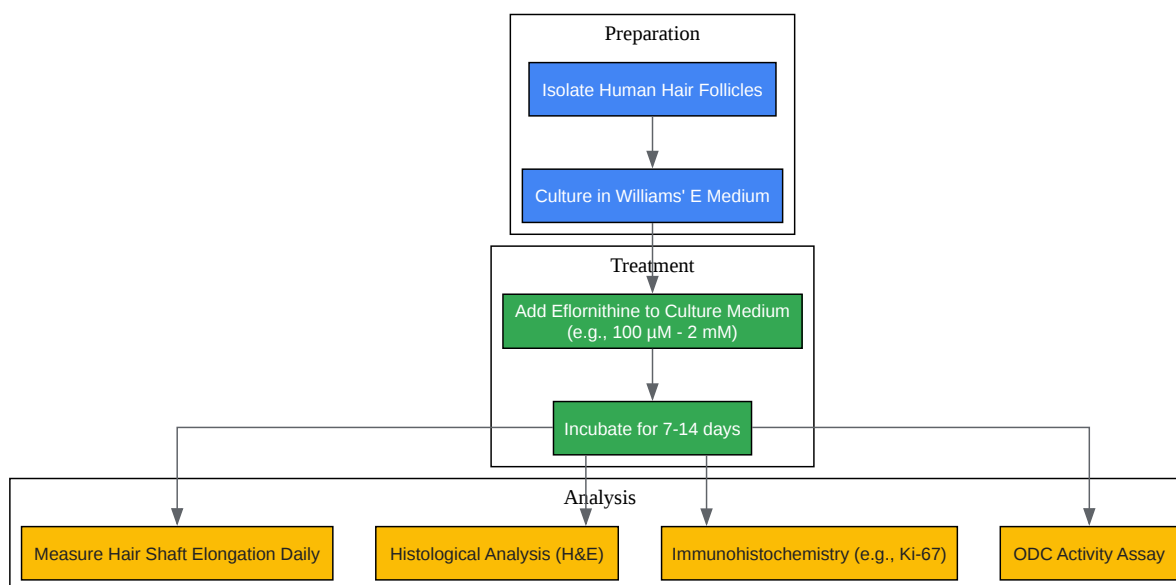 Preparation
Isolate Human Hair Follicles
Culture in Williams' E Medium
Treatment
Add Eflornithine to Culture Medium
(e.g., 100 µM - 2 mM)
Incubate for 7-14 days
Analysis
Measure Hair Shaft Elongation Daily
Histological Analysis (H&E)
Immunohistochemistry (e.g., Ki-67)
ODC Activity Assay